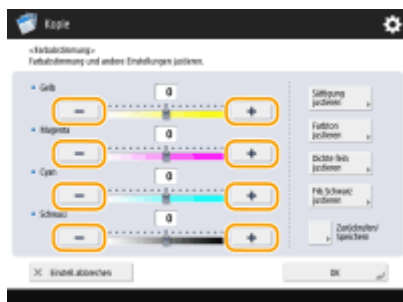 Kopie
<Farbabstimmung>
Farbabstimmung und andere Einstellungen justieren.
Gelb
0
Magenta
0
Cyan
0
Schwarz
0
Sättigung
justieren
Farbton
justieren
Dichte fein
justieren
Frb.Schwarz
justieren
Zurückrufen/
Speichern
Einstell.abbrechen
OK